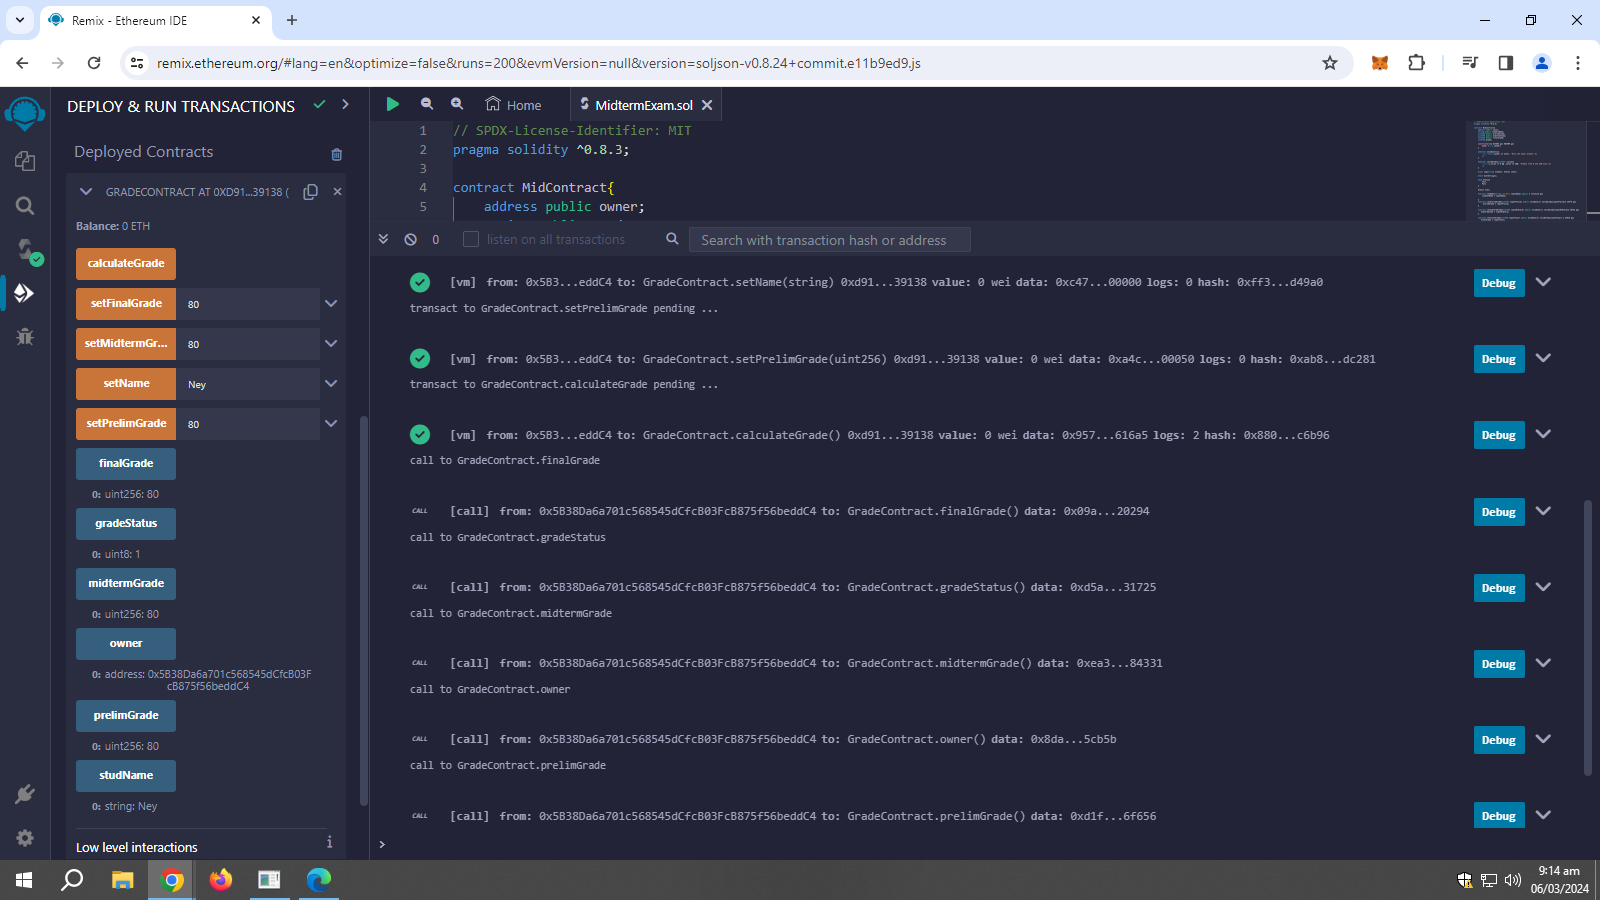 Remix - Ethereum IDE
remix.ethereum.org/#lang=en&optimize=false&runs=200&evmVersion=null&version=soljson-v0.8.24+commit.e11b9ed9.js
DEPLOY & RUN TRANSACTIONS
Deployed Contracts
GRADECONTRACT AT 0XD91...39138 (
Balance: 0 ETH
calculateGrade
setFinalGrade 80
setMidtermGr... 80
setName Ney
setPrelimGrade 80
finalGrade
0: uint256: 80
gradeStatus
0: uint8: 1
midtermGrade
0: uint256: 80
owner
0: address: 0x5B38Da6a701c568545dCfcB03F
cB875f56beddC4
prelimGrade
0: uint256: 80
studName
0: string: Ney
Low level interactions
i
Home
MidtermExam.sol
1 // SPDX-License-Identifier: MIT
2 pragma solidity ^0.8.3;
3
4 contract MidContract{
5 address public owner;
0 listen on all transactions Search with transaction hash or address
[vm] from: 0x5B3...eddC4 to: GradeContract.setName(string) 0xd91...39138 value: 0 wei data: 0xc47...00000 logs: 0 hash: 0xff3...d49a0 Debug
transact to GradeContract.setPrelimGrade pending ...
[vm] from: 0x5B3...eddC4 to: GradeContract.setPrelimGrade(uint256) 0xd91...39138 value: 0 wei data: 0xa4c...00050 logs: 0 hash: 0xab8...dc281 Debug
transact to GradeContract.calculateGrade pending ...
[vm] from: 0x5B3...eddC4 to: GradeContract.calculateGrade() 0xd91...39138 value: 0 wei data: 0x957...616a5 logs: 2 hash: 0x880...c6b96 Debug
call to GradeContract.finalGrade
CALL [call] from: 0x5B38Da6a701c568545dCfcB03FcB875f56beddC4 to: GradeContract.finalGrade() data: 0x09a...20294 Debug
call to GradeContract.gradeStatus
CALL [call] from: 0x5B38Da6a701c568545dCfcB03FcB875f56beddC4 to: GradeContract.gradeStatus() data: 0xd5a...31725 Debug
call to GradeContract.midtermGrade
CALL [call] from: 0x5B38Da6a701c568545dCfcB03FcB875f56beddC4 to: GradeContract.midtermGrade() data: 0xea3...84331 Debug
call to GradeContract.owner
CALL [call] from: 0x5B38Da6a701c568545dCfcB03FcB875f56beddC4 to: GradeContract.owner() data: 0x8da...5cb5b Debug
call to GradeContract.prelimGrade
CALL [call] from: 0x5B38Da6a701c568545dCfcB03FcB875f56beddC4 to: GradeContract.prelimGrade() data: 0xd1f...6f656 Debug
>
9:14 am
06/03/2024